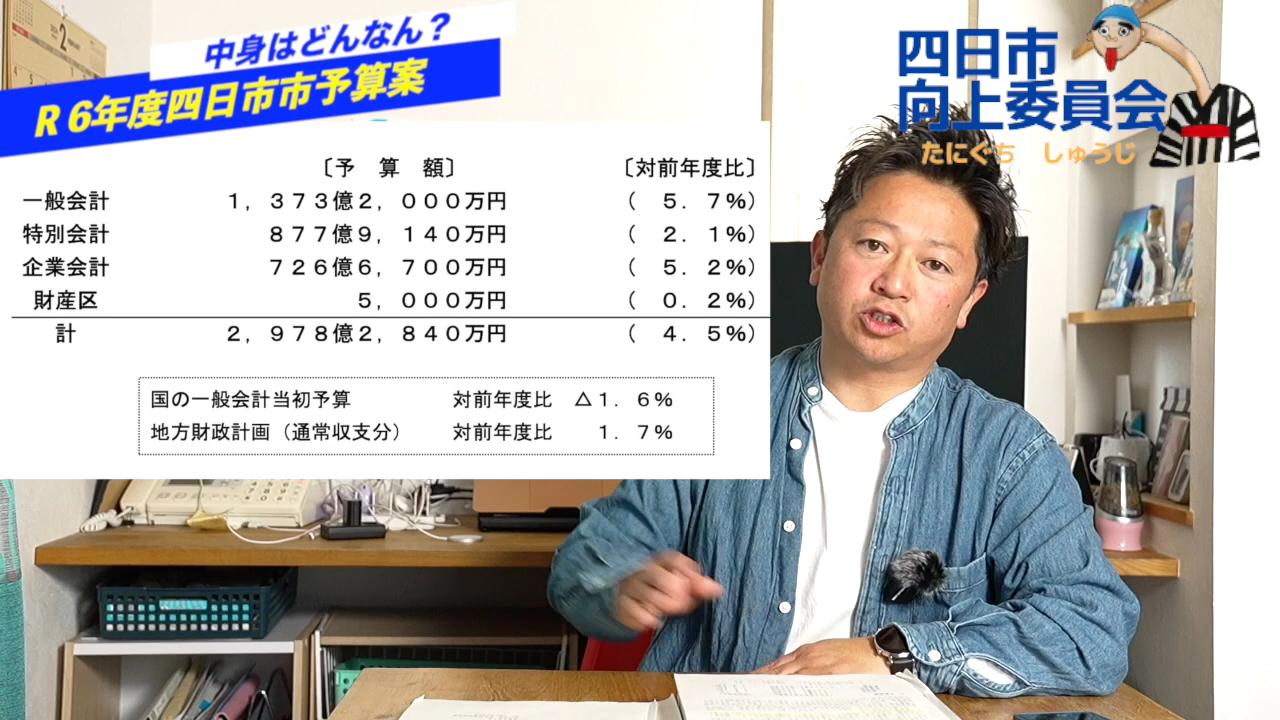 2
中身はどんなん？
R６年度四日市市予算案
四日市
向上委員会
たにぐち しゅうじ
〔予 算 額〕 〔対前年度比〕
一般会計 １，３７３億２，０００万円 （ ５．７％）
特別会計 ８７７億９，１４０万円 （ ２．１％）
企業会計 ７２６億６，７００万円 （ ５．２％）
財産区 ５，０００万円 （ ０．２％）
計 ２，９７８億２，８４０万円 （ ４．５％）
国の一般会計当初予算 対前年度比 △１．６％
地方財政計画（通常収支分） 対前年度比 １．７％